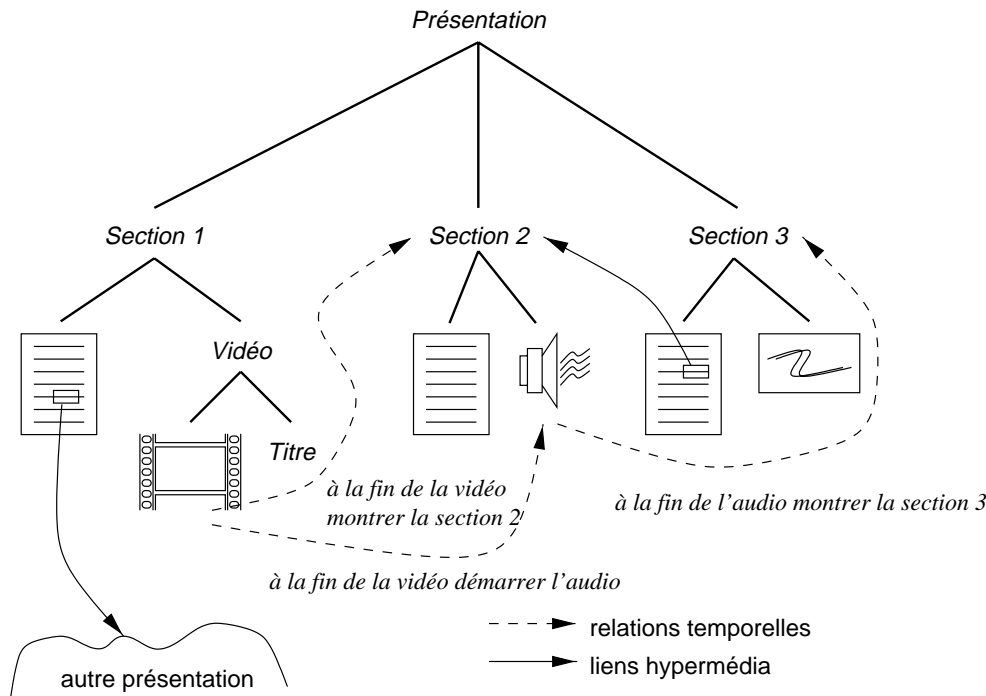 Présentation
Section 1
Section 2
Section 3
Vidéo
Titre
à la fin de la vidéo
montrer la section 2
à la fin de l'audio montrer la section 3
à la fin de la vidéo démarrer l'audio
relations temporelles
liens hypermédia
autre présentation